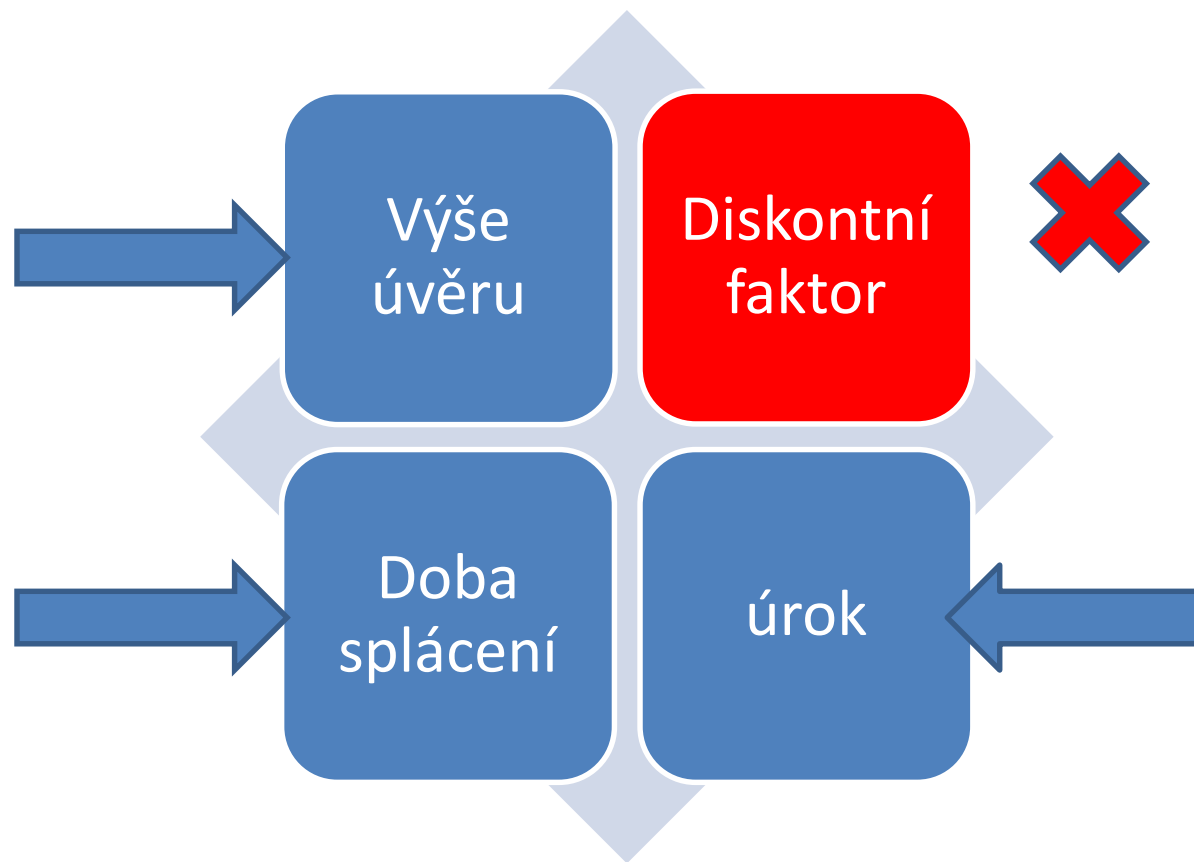 Výše
úvěru
Diskontní
faktor
Doba
splácení
úrok